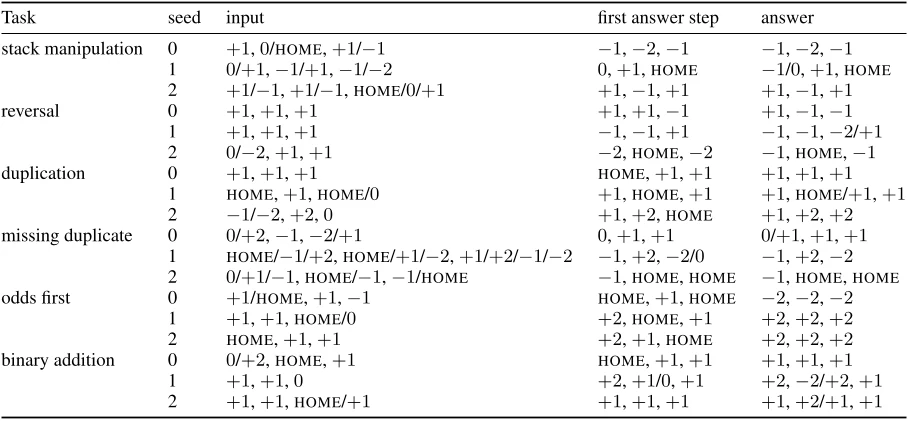 Task seed input first answer step answer
stack manipulation 0 +1, 0/HOME, +1/−1 −1, −2, −1 −1, −2, −1
1 0/+1, −1/+1, −1/−2 0, +1, HOME −1/0, +1, HOME
2 +1/−1, +1/−1, HOME/0/+1 +1, −1, +1 +1, −1, +1
reversal 0 +1, +1, +1 +1, +1, −1 +1, −1, −1
1 +1, +1, +1 −1, −1, +1 −1, −1, −2/+1
2 0/−2, +1, +1 −2, HOME, −2 −1, HOME, −1
duplication 0 +1, +1, +1 HOME, +1, +1 +1, +1, +1
1 HOME, +1, HOME/0 +1, HOME, +1 +1, HOME/+1, +1
2 −1/−2, +2, 0 +1, +2, HOME +1, +2, +2
missing duplicate 0 0/+2, −1, −2/+1 0, +1, +1 0/+1, +1, +1
1 HOME/−1/+2, HOME/+1/−2, +1/+2/−1/−2 −1, +2, −2/0 −1, +2, −2
2 0/+1/−1, HOME/−1, −1/HOME −1, HOME, HOME −1, HOME, HOME
odds first 0 +1/HOME, +1, −1 HOME, +1, HOME −2, −2, −2
1 +1, +1, HOME/0 +2, HOME, +1 +2, +2, +2
2 HOME, +1, +1 +2, +1, HOME +2, +2, +2
binary addition 0 0/+2, HOME, +1 HOME, +1, +1 +1, +1, +1
1 +1, +1, 0 +2, +1/0, +1 +2, −2/+2, +1
2 +1, +1, HOME/+1 +1, +1, +1 +1, +2/+1, +1